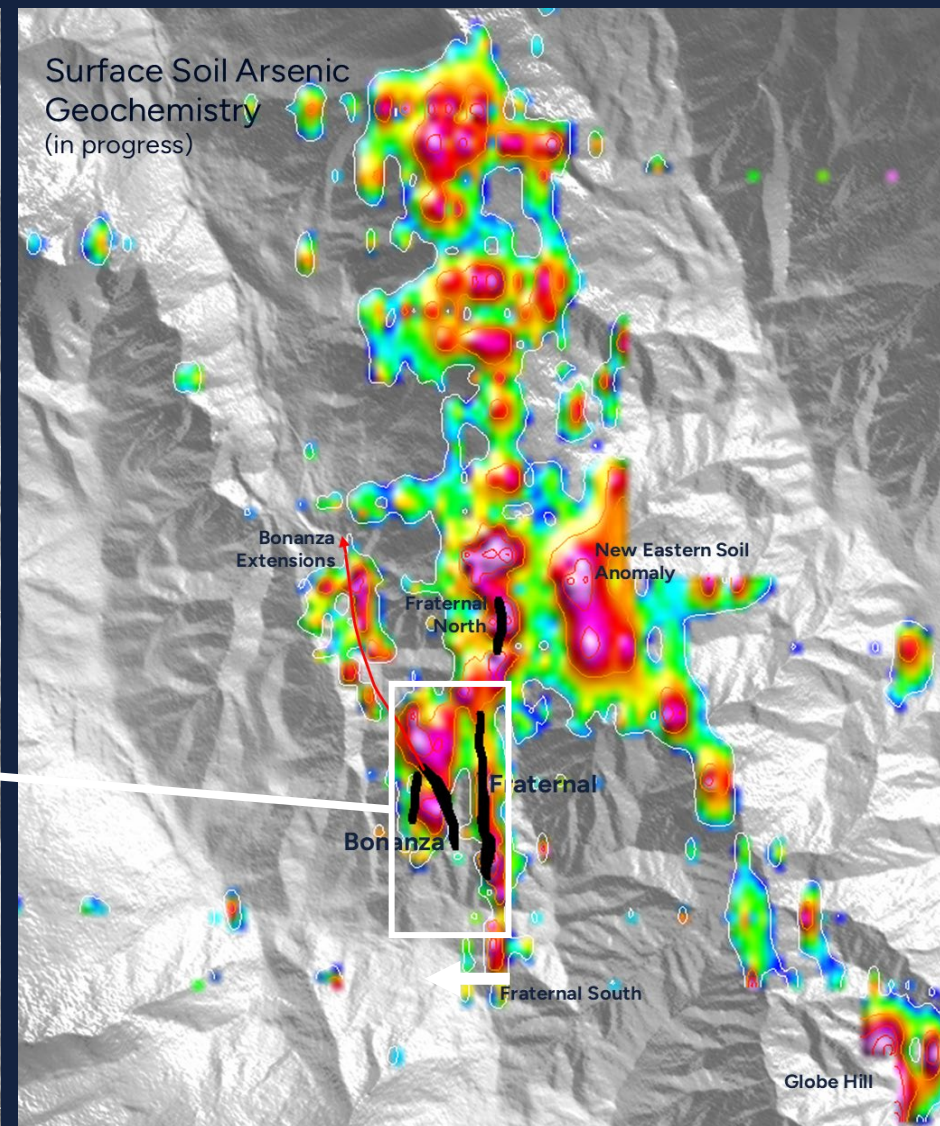 Surface Soil Arsenic
Geochemistry
(in progress)
Bonanza
Extensions
New Eastern Soil
Anomaly
Fraternal
North
Fraternal
Bonanza
Fraternal South
Globe Hill